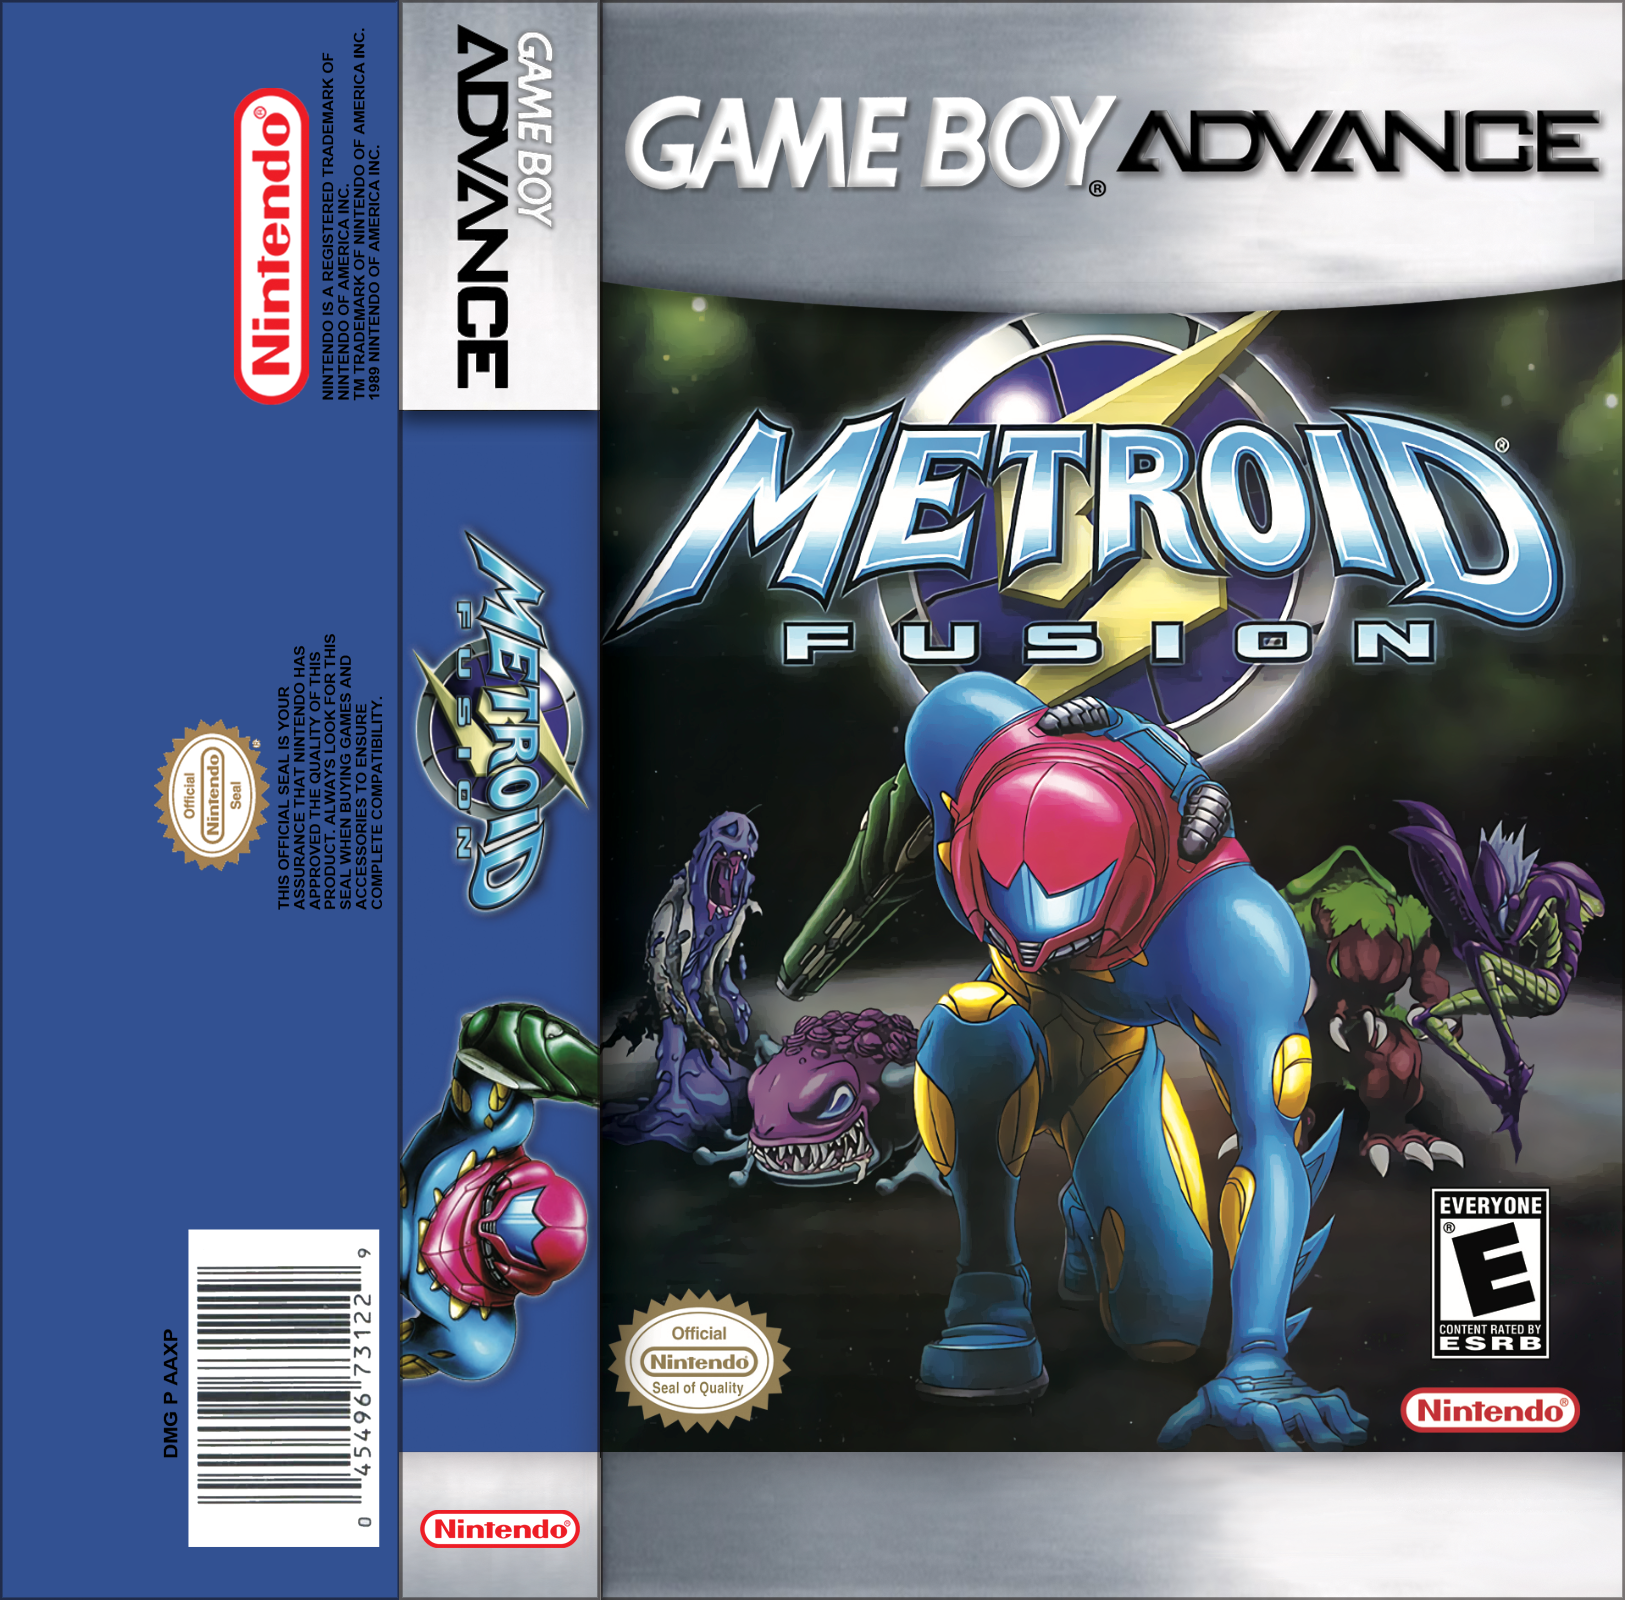 Nintendo®
NINTENDO IS A REGISTERED TRADEMARK OF
NINTENDO OF AMERICA INC.
TM TRADEMARK OF NINTENDO OF AMERICA INC.
1989 NINTENDO OF AMERICA INC.
Official
Nintendo
Seal
®
THIS OFFICIAL SEAL IS YOUR
ASSURANCE THAT NINTENDO HAS
APPROVED THE QUALITY OF THIS
PRODUCT. ALWAYS LOOK FOR THIS
SEAL WHEN BUYING GAMES AND
ACCESSORIES TO ENSURE
COMPLETE COMPATIBILITY.
DMG P AAXP
0 45496 73122 9
GAME BOY
ADVANCE
METROID
FUSION
Nintendo®
GAME BOY® ADVANCE
METROID®
FUSION
Official
Nintendo®
Seal of Quality
EVERYONE
E®
CONTENT RATED BY
ESRB
Nintendo®